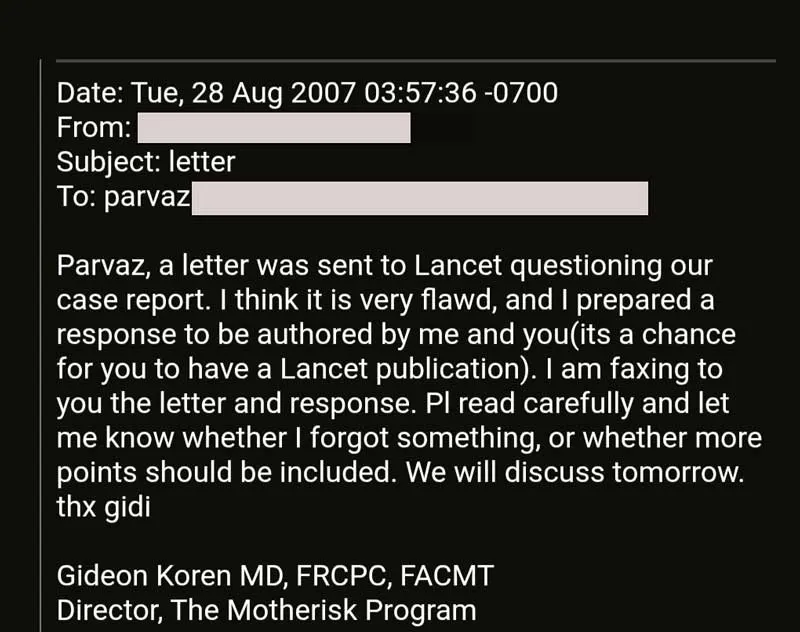 Date: Tue, 28 Aug 2007 03:57:36 -0700
From:
Subject: letter
To: parvaz
Parvaz, a letter was sent to Lancet questioning our
case report. I think it is very flawd, and I prepared a
response to be authored by me and you(its a chance
for you to have a Lancet publication). I am faxing to
you the letter and response. Pl read carefully and let
me know whether I forgot something, or whether more
points should be included. We will discuss tomorrow.
thx gidi
Gideon Koren MD, FRCPC, FACMT
Director, The Motherisk Program